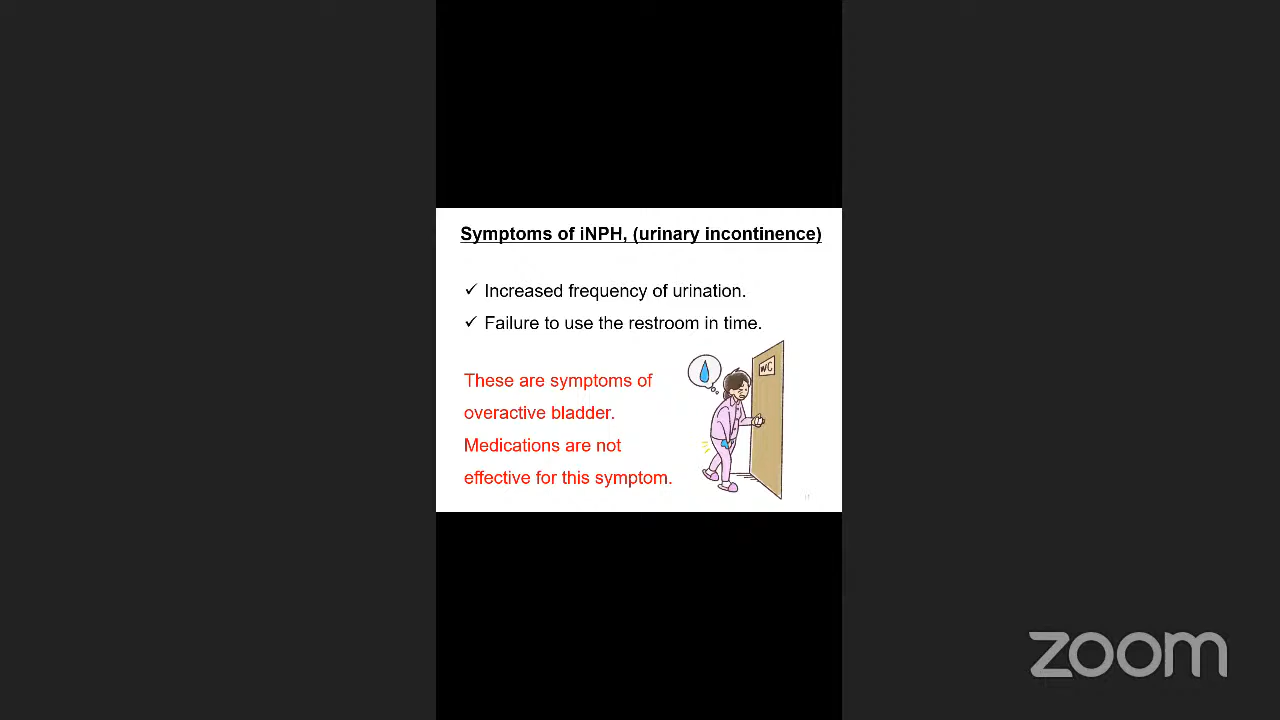 Symptoms of iNPH, (urinary incontinence)
✓ Increased frequency of urination.
✓ Failure to use the restroom in time.
These are symptoms of
overactive bladder.
Medications are not
effective for this symptom.
WC
zoom